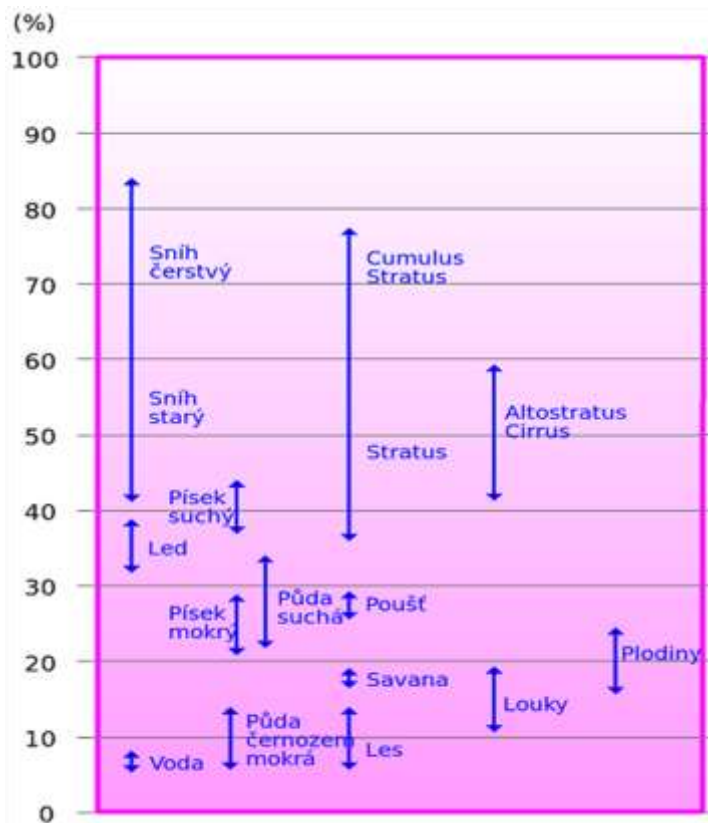 (%)
100
90
80
Sníh
čerstvý
Cumulus
Stratus
70
60
Sníh
starý
Altostratus
Cirrus
50
Stratus
Písek
suchý
40
Led
30
Půda
suchá
Poušť
Písek
mokrý
20
Plodiny
Savana
Louky
10
Půda
černozem
mokrá
Les
Voda
0